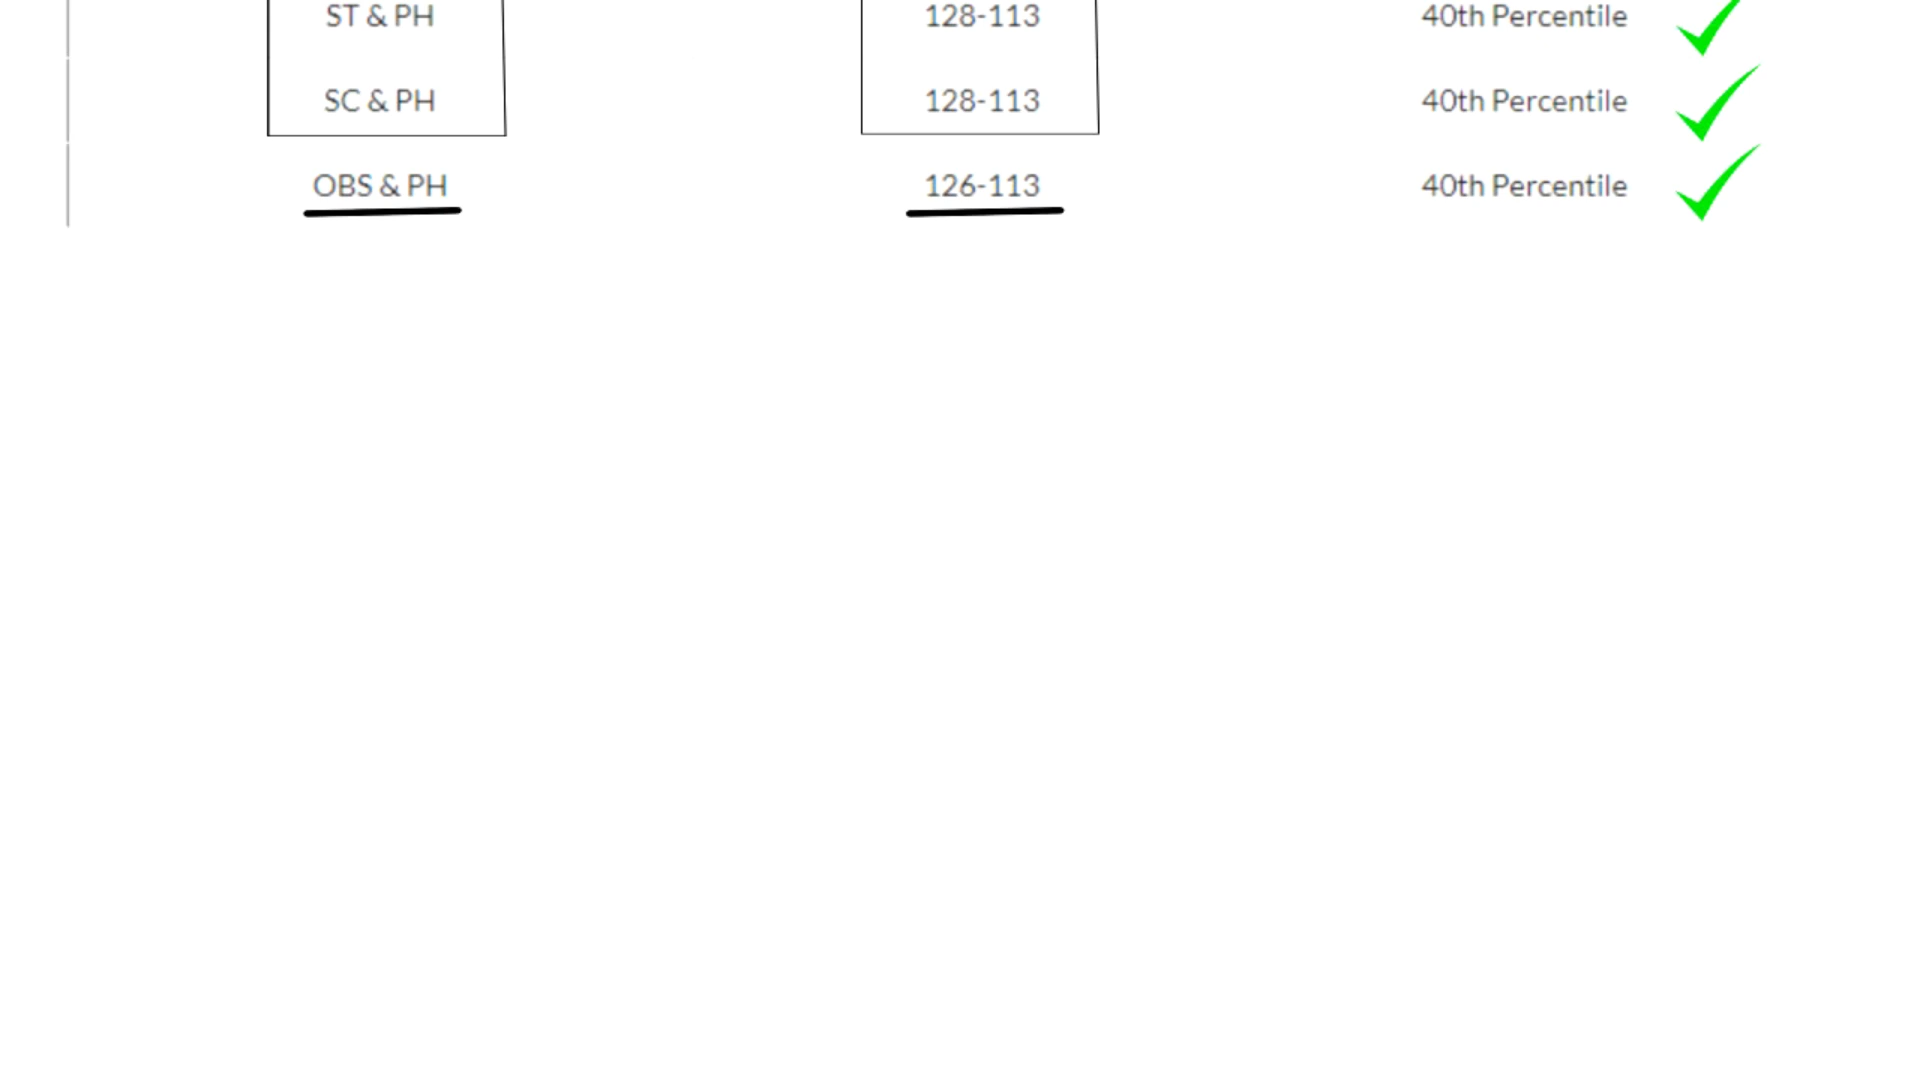 ST & PH 128-113 40th Percentile
SC & PH 128-113 40th Percentile
OBS & PH 126-113 40th Percentile